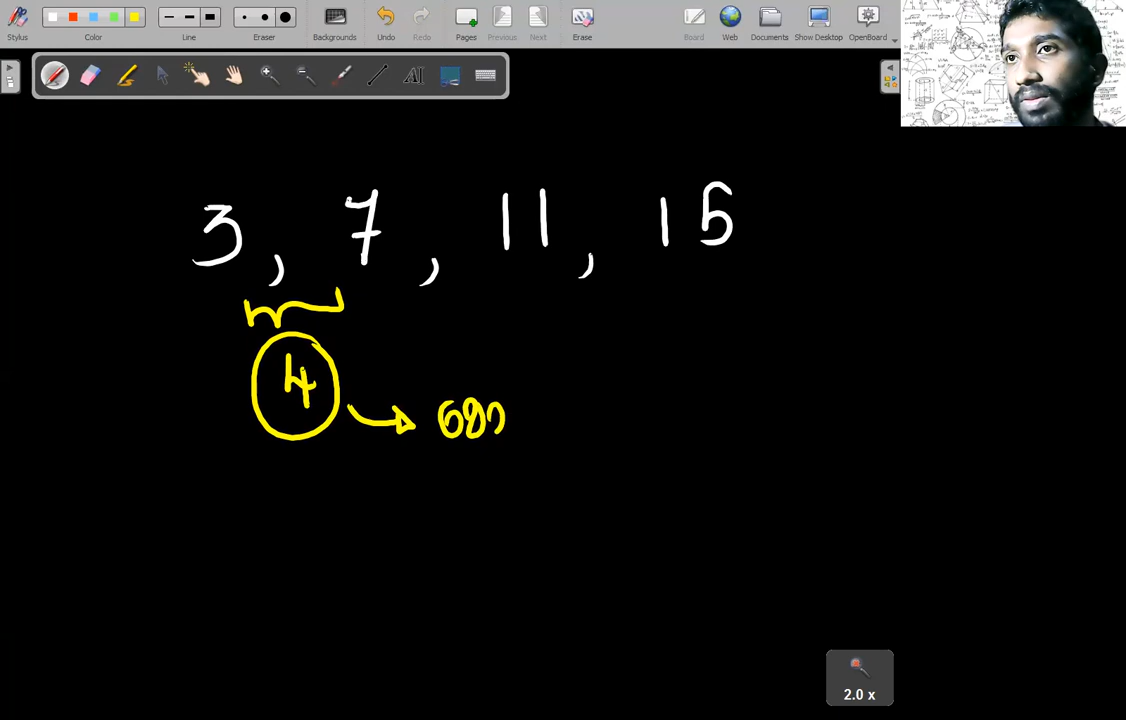 Stylus
Color
Line
Eraser
Backgrounds
Undo
Redo
Pages
Previous
Next
Erase
Board
Web
Documents
Show Desktop
OpenBoard
3, 7, 11, 15
4
2.0 x